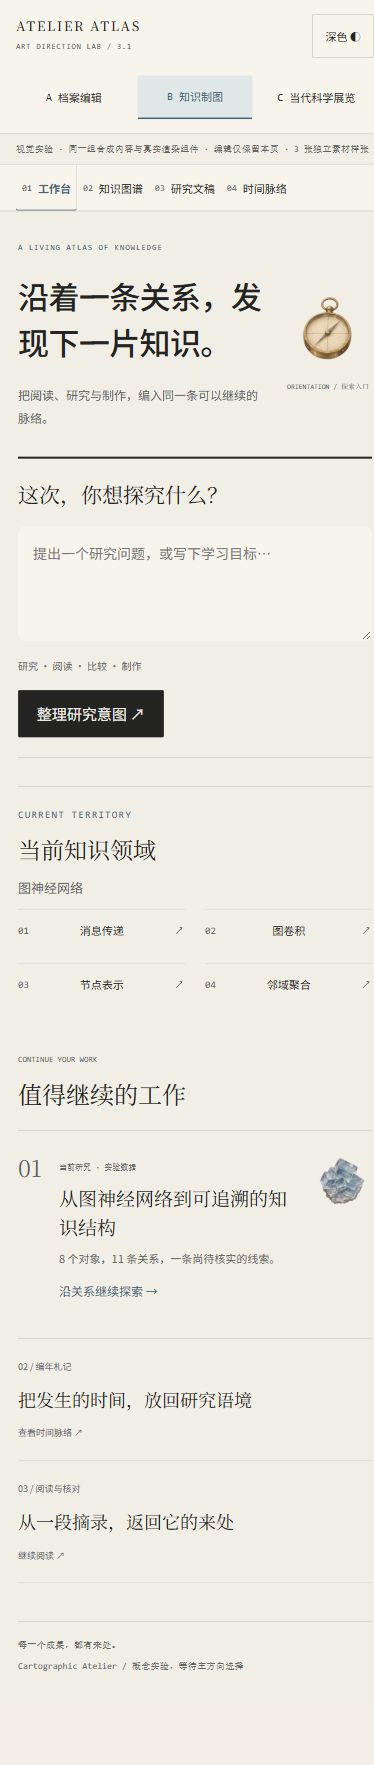 ATELIER ATLAS
ART DIRECTION LAB / 3.1
深色
A 档案编辑
B 知识制图
C 当代科学展览
视觉实验 · 同一组合成内容与真实渲染组件 · 编辑仅保留本页 · 3 张独立素材样张
01 工作台
02 知识图谱
03 研究文稿
04 时间脉络
A LIVING ATLAS OF KNOWLEDGE
沿着一条关系，发
现下一片知识。
把阅读、研究与制作，编入同一条可以继续的
脉络。
ORIENTATION / 探索入口
这次，你想探究什么？
提出一个研究问题，或写下学习目标…
研究 · 阅读 · 比较 · 制作
整理研究意图 ↗
CURRENT TERRITORY
当前知识领域
图神经网络
01 消息传递 ↗
02 图卷积 ↗
03 节点表示 ↗
04 邻域聚合 ↗
CONTINUE YOUR WORK
值得继续的工作
01
当前研究 · 实验数据
从图神经网络到可追溯的知
识结构
8 个对象，11 条关系，一条尚待核实的线索。
沿关系继续探索 →
02 / 编年札记
把发生的时间，放回研究语境
查看时间脉络 ↗
03 / 阅读与核对
从一段摘录，返回它的来处
继续阅读 ↗
每一个成果，都有来处。
Cartographic Atelier / 概念实验，等待主方向选择